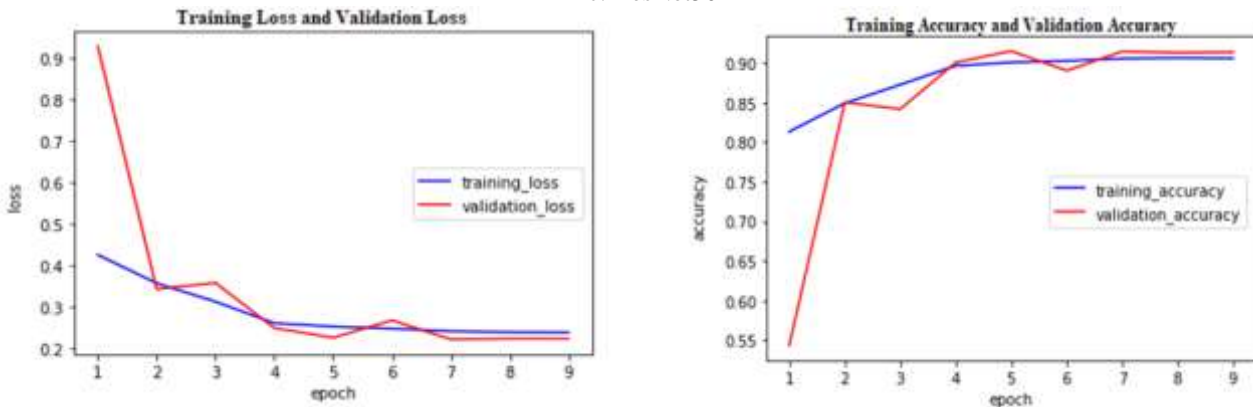 Training Loss and Validation Loss
0.9
0.8
0.7
0.6
0.5
0.4
0.3
0.2
loss
training_loss
validation_loss
1 2 3 4 5 6 7 8 9
epoch
Training Accuracy and Validation Accuracy
0.90
0.85
0.80
0.75
0.70
0.65
0.60
0.55
accuracy
training_accuracy
validation_accuracy
1 2 3 4 5 6 7 8 9
epoch